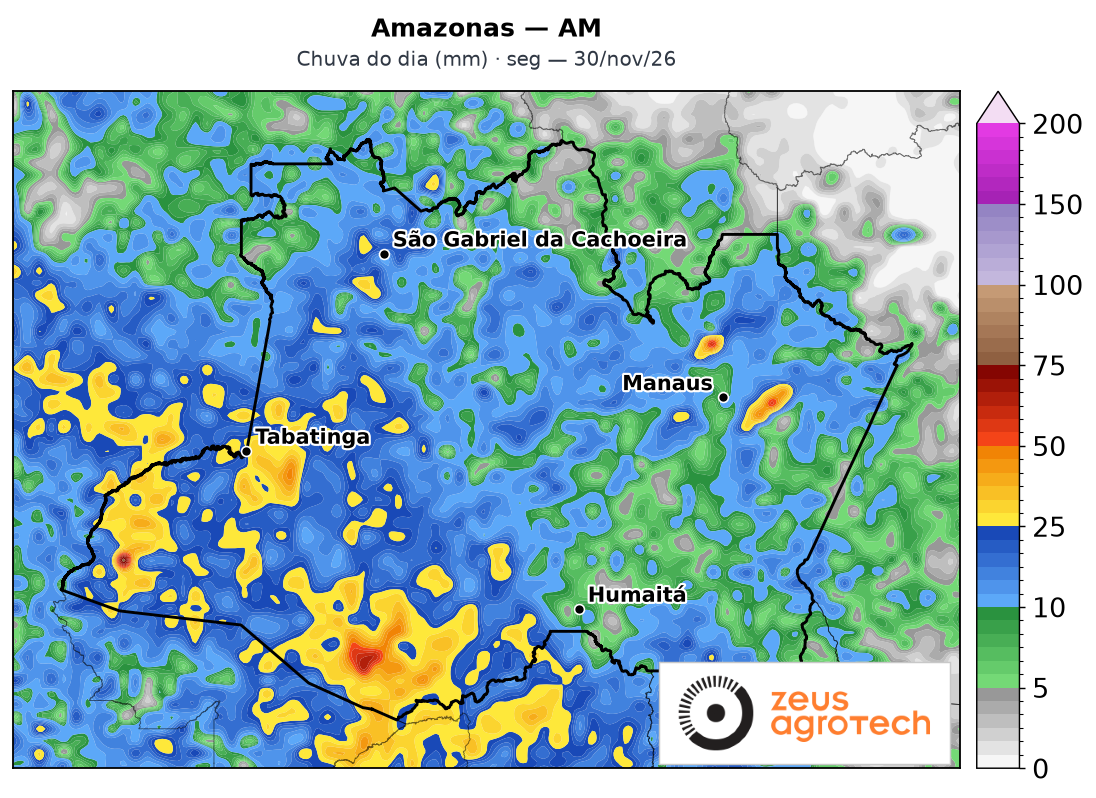 Amazonas — AM
Chuva do dia (mm) · seg — 30/nov/26
São Gabriel da Cachoeira
Manaus
Tabatinga
Humaitá
zeus
agrotech
200
150
100
75
50
25
10
5
0